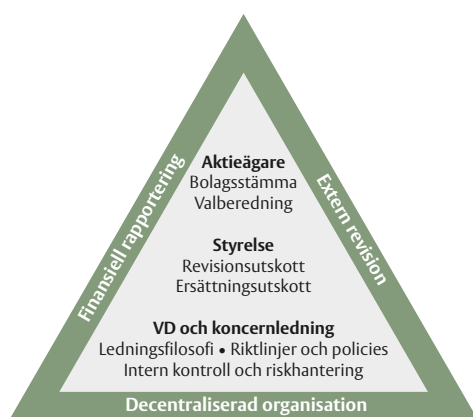 Finansiell rapportering
Extern revision
Aktieägare
Bolagsstämma
Valberedning
Styrelse
Revisionsutskott
Ersättningsutskott
VD och koncernledning
Ledningsfilosofi • Riktlinjer och policies
Intern kontroll och riskhantering
Decentraliserad organisation